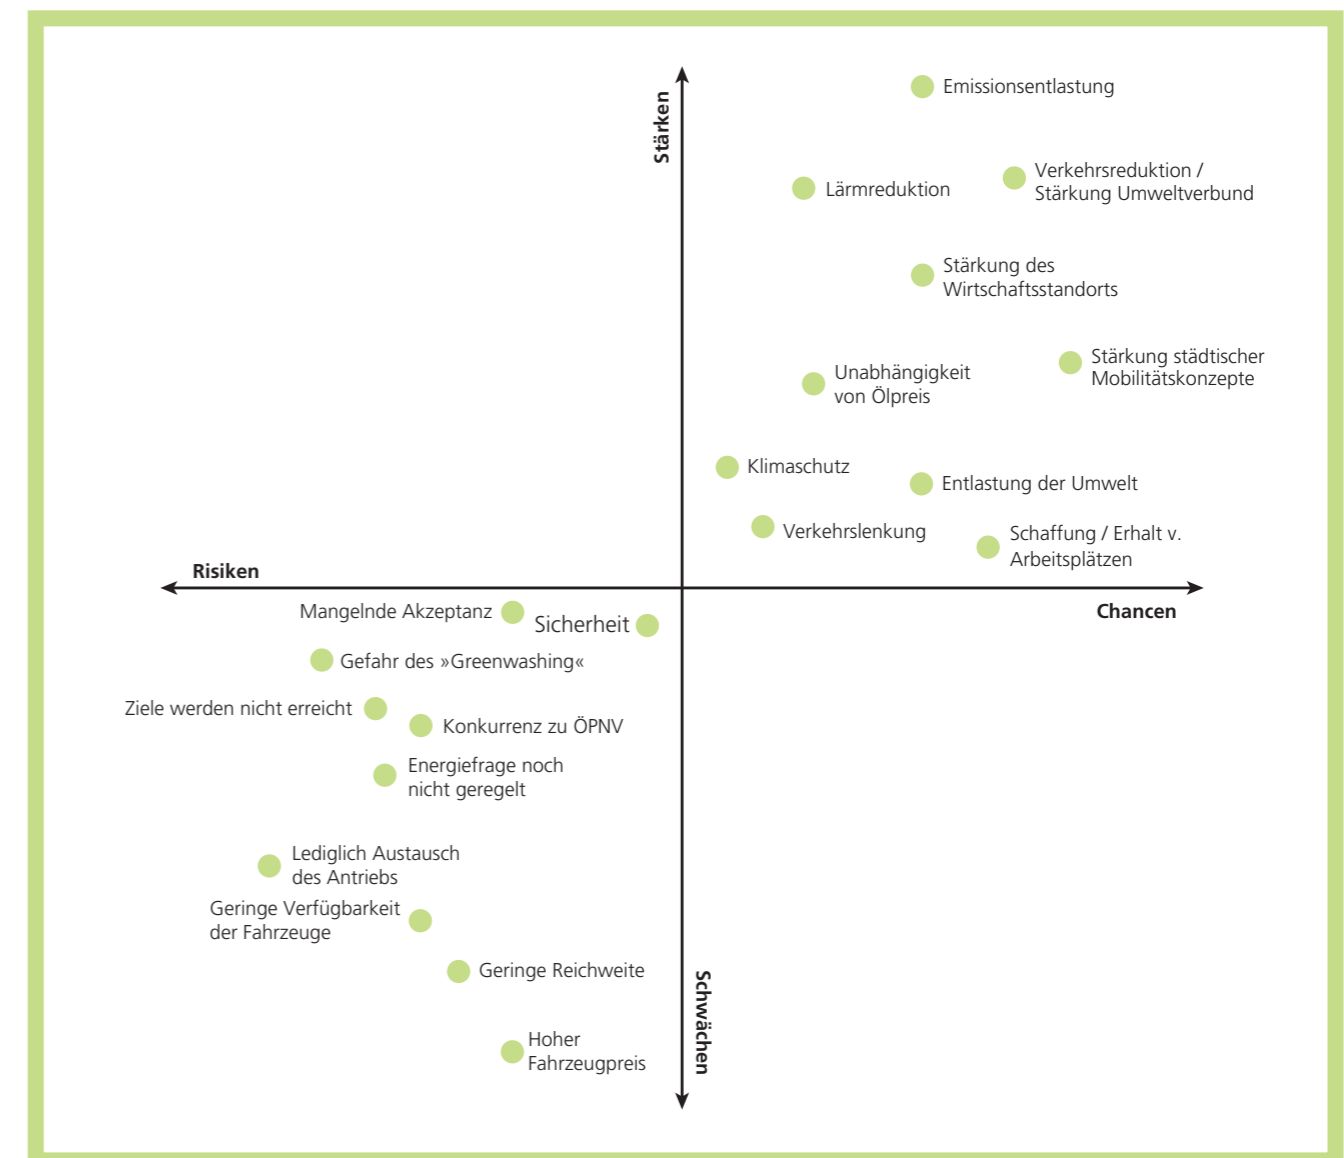 Stärken
Emissionsentlastung
Verkehrsreduktion /
Stärkung Umweltverbund
Lärmreduktion
Stärkung des
Wirtschaftsstandorts
Stärkung städtischer
Mobilitätskonzepte
Unabhängigkeit
von Ölpreis
Klimaschutz
Entlastung der Umwelt
Verkehrslenkung
Schaffung / Erhalt v.
Arbeitsplätzen
Risiken
Chancen
Mangelnde Akzeptanz
Sicherheit
Gefahr des »Greenwashing«
Ziele werden nicht erreicht
Konkurrenz zu ÖPNV
Energiefrage noch
nicht geregelt
Lediglich Austausch
des Antriebs
Geringe Verfügbarkeit
der Fahrzeuge
Geringe Reichweite
Schwächen
Hoher
Fahrzeugpreis